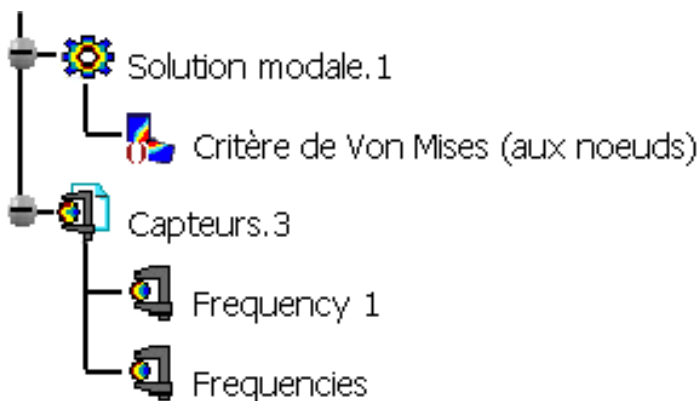 Solution modale.1
Critère de Von Mises (aux noeuds)
Capteurs.3
Frequency 1
Frequencies